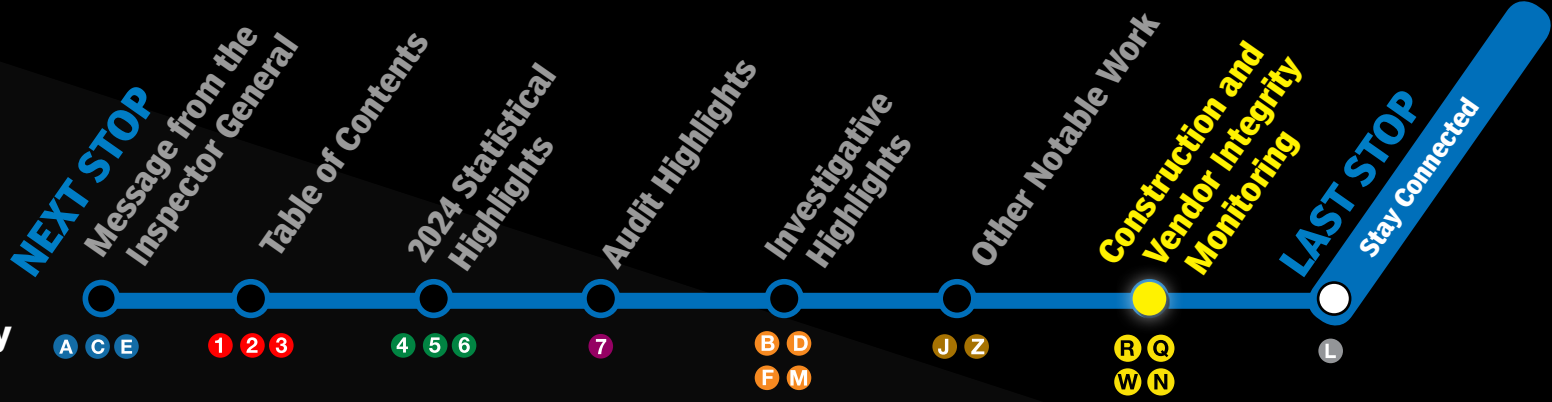 NEXT STOP
Message from the
Inspector General
Table of Contents
2024 Statistical
Highlights
Audit Highlights
Investigative
Highlights
Other Notable Work
Construction and
Vendor Integrity
Monitoring
LAST STOP
Stay Connected
y
A C E
1 2 3
4 5 6
7
B D
F M
J Z
R Q
W N
L